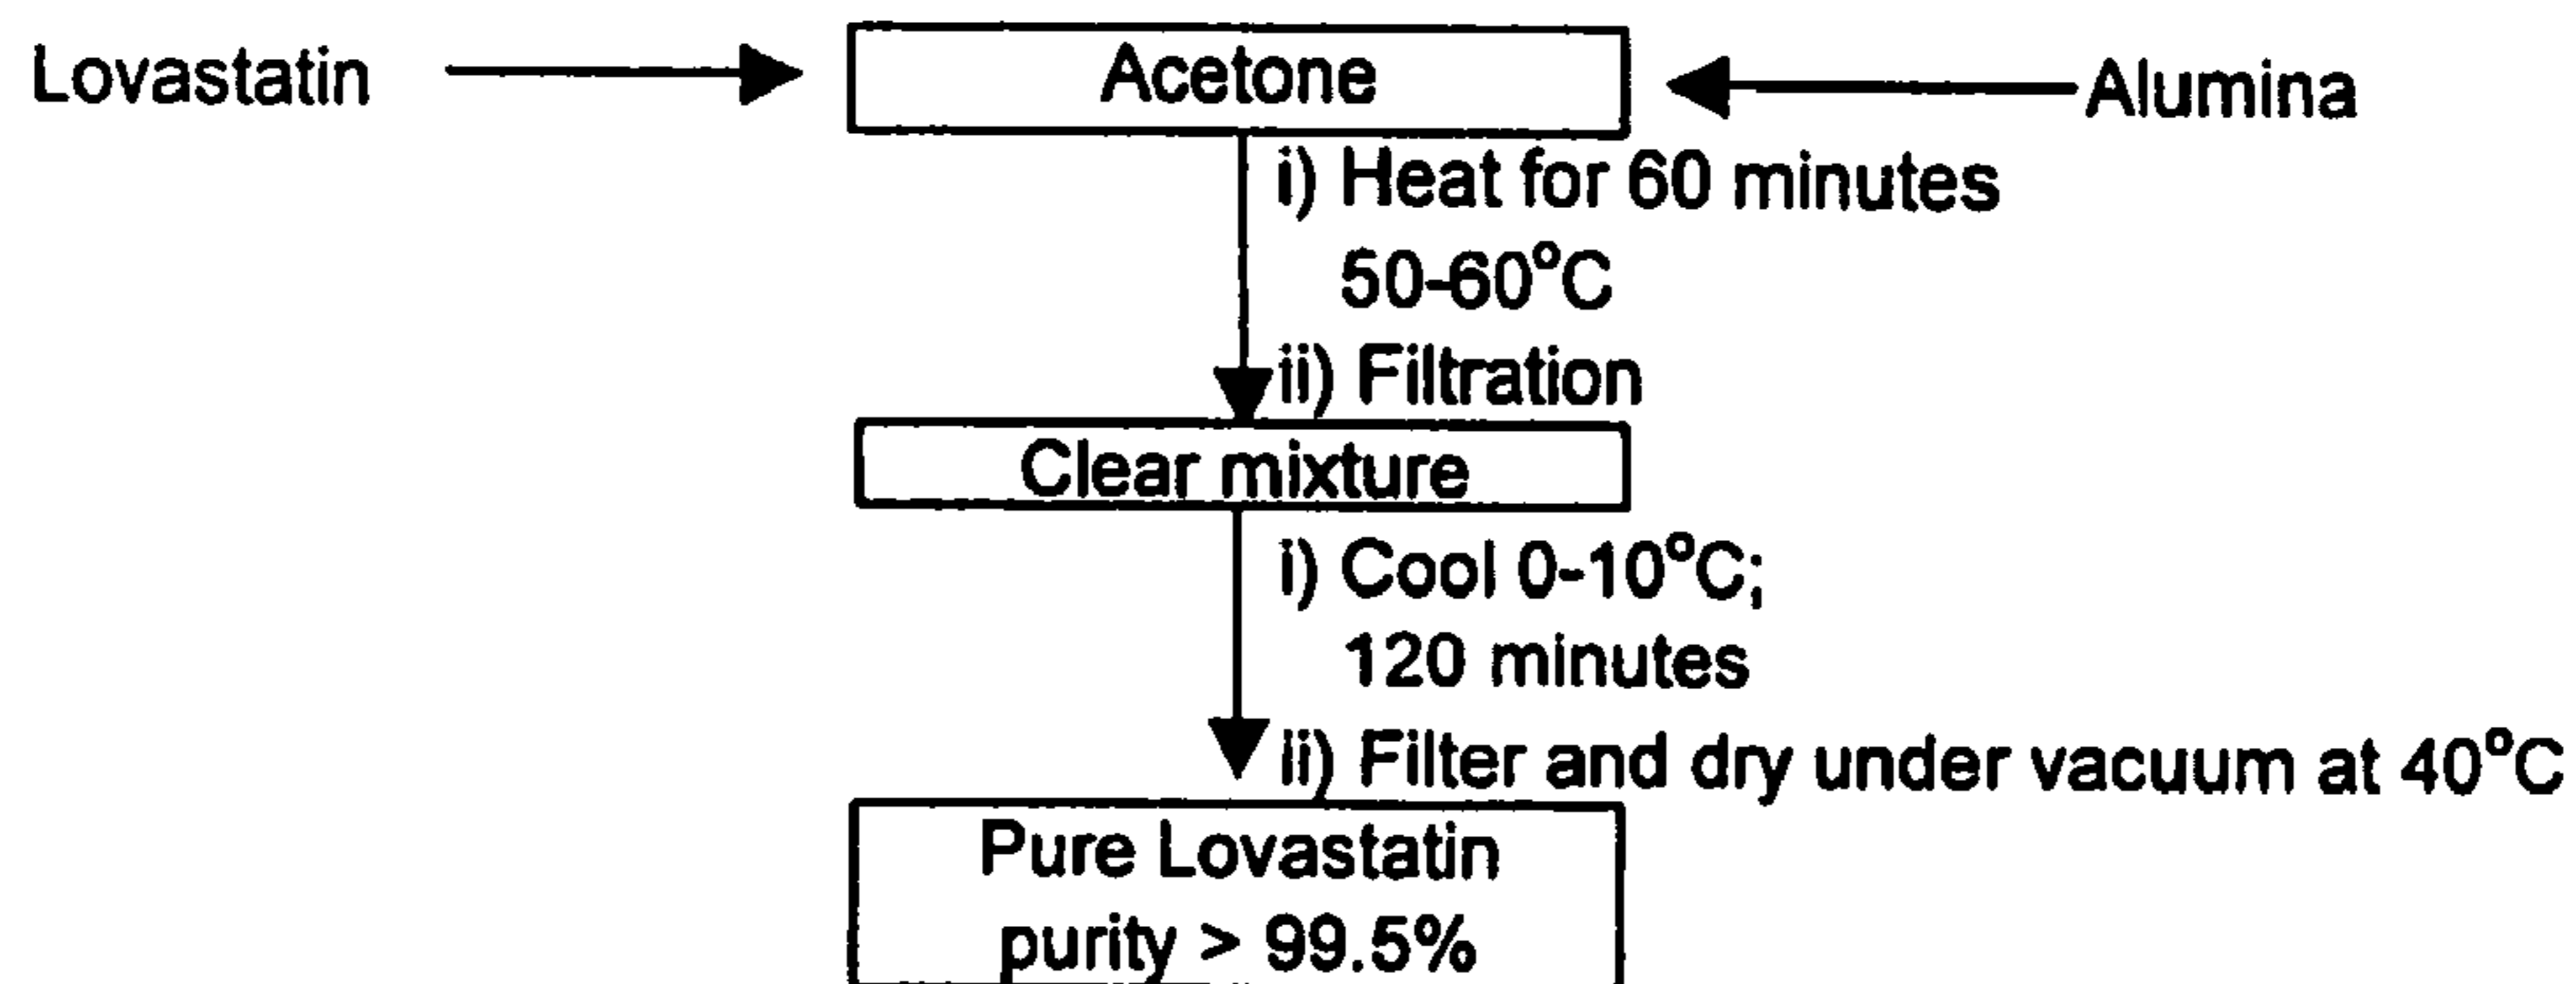 Lovastatin
Acetone
Alumina
i) Heat for 60 minutes
50-60°C
ii) Filtration
Clear mixture
i) Cool 0-10°C;
120 minutes
ii) Filter and dry under vacuum at 40°C
Pure Lovastatin
purity > 99.5%